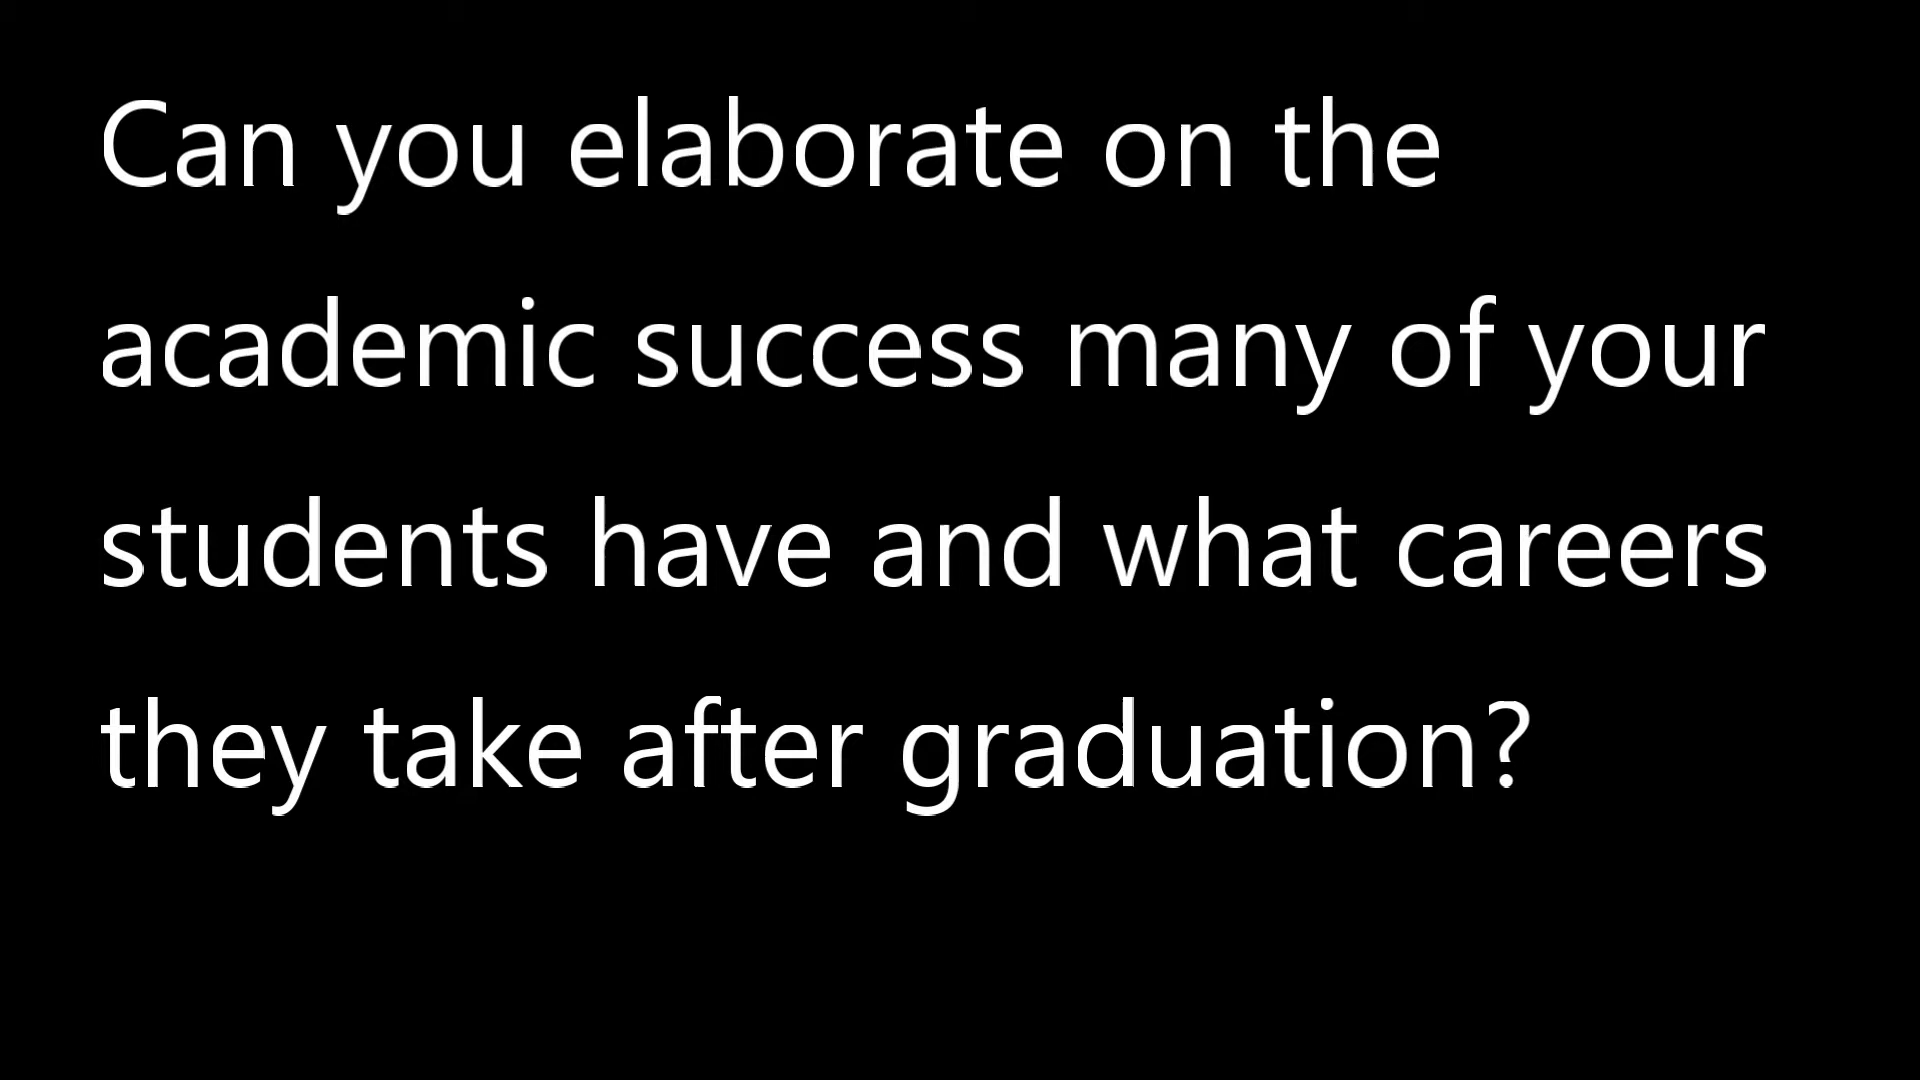 Can you elaborate on the
academic success many of your
students have and what careers
they take after graduation?